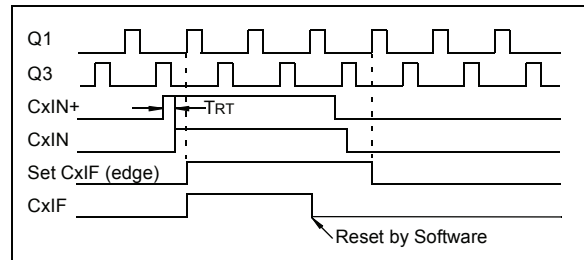 Q1
Q3
CxIN+
TRT
CxIN
Set CxIF (edge)
CxIF
Reset by Software